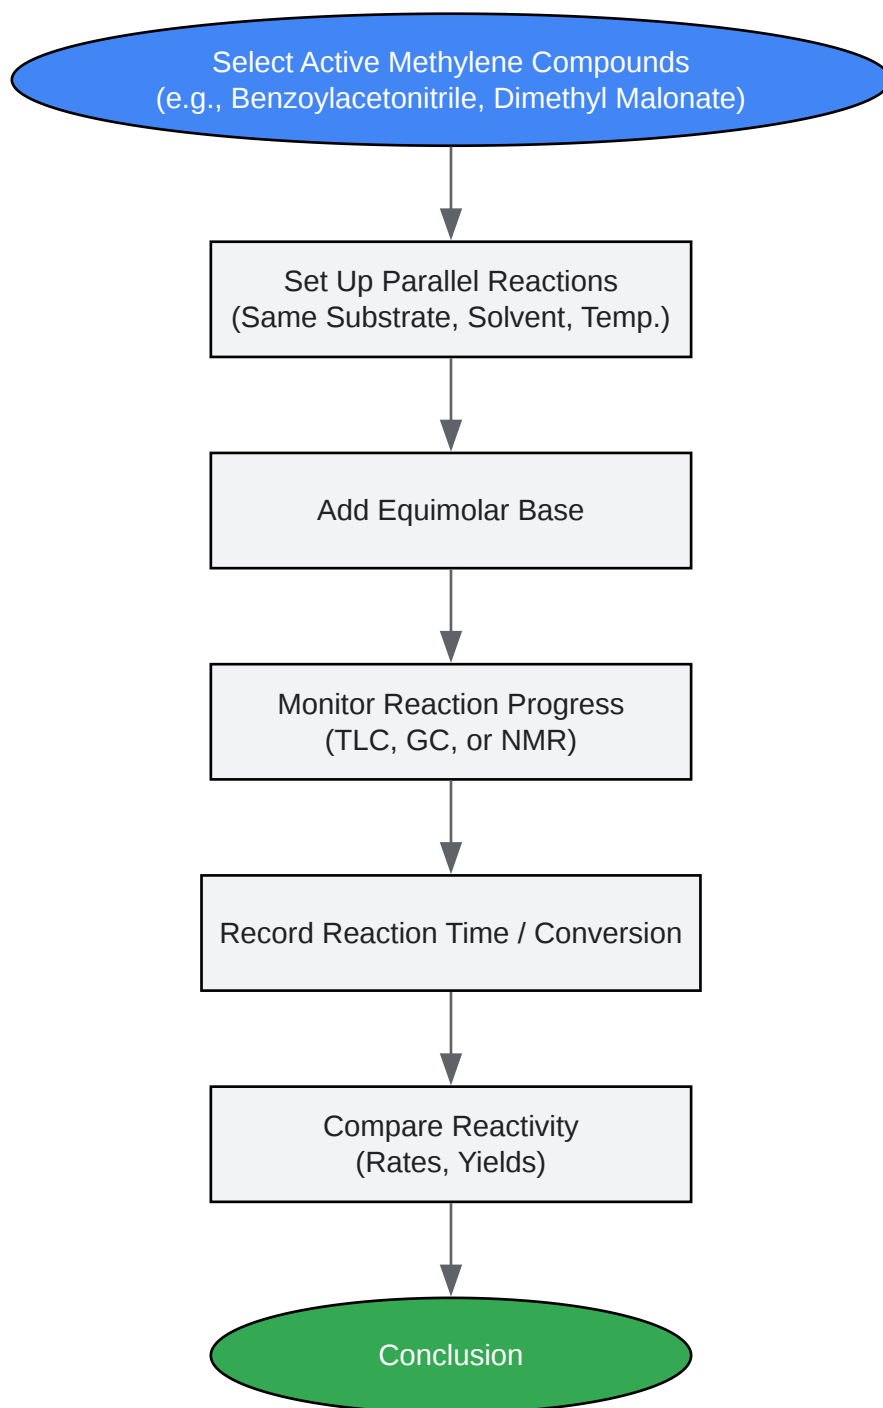 Select Active Methylene Compounds
(e.g., Benzoylacetonitrile, Dimethyl Malonate)
Set Up Parallel Reactions
(Same Substrate, Solvent, Temp.)
Add Equimolar Base
Monitor Reaction Progress
(TLC, GC, or NMR)
Record Reaction Time / Conversion
Compare Reactivity
(Rates, Yields)
Conclusion